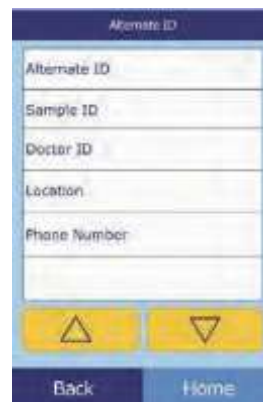 Alternate ID
Alternate ID
Sample ID
Doctor ID
Location
Phone Number
Back
Home